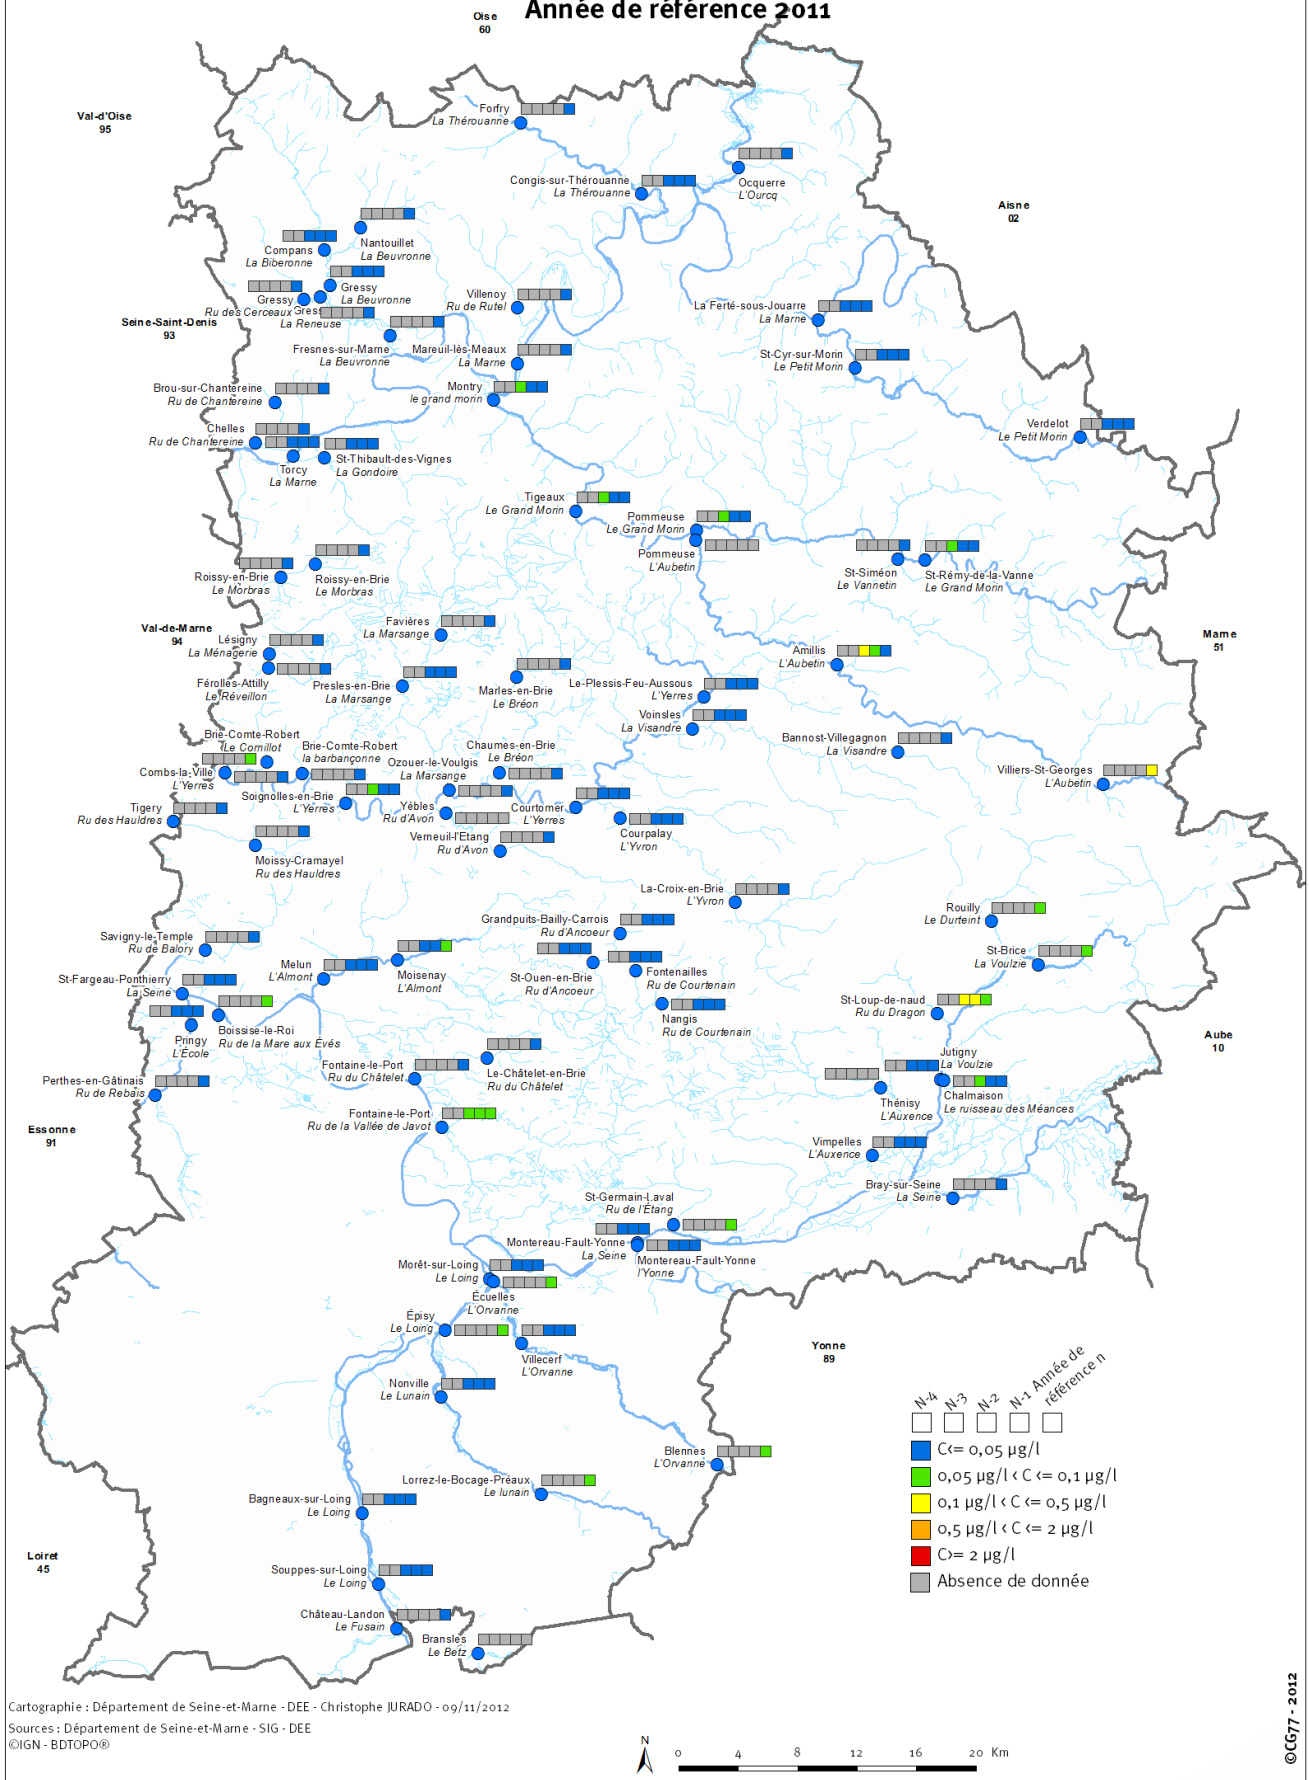 Année de référence 2011
Oise
60
Val-d'Oise
95
Forfry
La Thérouanne
Congis-sur-Thérouanne
La Thérouanne
Ocquerre
L'Ourcq
Aisne
02
Nantouillet
La Beuvronne
Compans
La Biberonne
Gressy
La Beuvronne
Gressy
Ru des Cerceaux
Gress
La Reneuse
Villenoy
Ru de Rutel
La Ferté-sous-Jouarre
La Marne
Seine-Saint-Denis
93
Fresnes-sur-Marne
La Beuvronne
Mareuil-lès-Meaux
La Marne
St-Cyr-sur-Morin
Le Petit Morin
Brou-sur-Chantereine
Ru de Chantereine
Montry
le grand morin
Verdelot
Le Petit Morin
Chelles
Ru de Chantereine
St-Thibault-des-Vignes
La Gondoire
Torcy
La Marne
Tigeaux
Le Grand Morin
Pommeuse
Le Grand Morin
Pommeuse
L'Aubetin
St-Siméon
Le Vannetin
St-Rémy-de-la-Vanne
Le Grand Morin
Roissy-en-Brie
Le Morbras
Roissy-en-Brie
Le Morbras
Val-de-Marne
94
Favières
La Marsange
Marne
51
Lésigny
La Ménagerie
Amillis
L'Aubetin
Férolles-Attilly
Le Réveillon
Presles-en-Brie
La Marsange
Marles-en-Brie
Le Bréon
Le-Plessis-Feu-Aussous
L'Yerres
Voinsles
La Visandre
Bannost-Villegagnon
La Visandre
Brie-Comte-Robert
Le Cornillot
Brie-Comte-Robert
la barbançonne
Chaumes-en-Brie
Le Bréon
Ozouer-le-Voulgis
La Marsange
Combs-la-Ville
L'Yerres
Villiers-St-Georges
L'Aubetin
Soignolles-en-Brie
L'Yerres
Tigery
Ru des Hauldres
Yèbles
Ru d'Avon
Courtomer
L'Yerres
Courpalay
L'Yvron
Verneuil-l'Etang
Ru d'Avon
Moissy-Cramayel
Ru des Hauldres
La-Croix-en-Brie
L'Yvron
Rouilly
Le Durteint
Grandpuits-Bailly-Carrois
Ru d'Ancoeur
Savigny-le-Temple
Ru de Balory
St-Brice
La Voulzie
Melun
L'Almont
Moisenay
L'Almont
St-Ouen-en-Brie
Ru d'Ancoeur
Fontenailles
Ru de Courtenain
St-Fargeau-Ponthierry
La Seine
St-Loup-de-naud
Ru du Dragon
Nangis
Ru de Courtenain
Boissise-le-Roi
Ru de la Mare aux Évés
Pringy
L'École
Aube
10
Jutigny
La Voulzie
Fontaine-le-Port
Ru du Châtelet
Le-Châtelet-en-Brie
Ru du Châtelet
Perthes-en-Gâtinais
Ru de Rebais
Chalmaison
Le ruisseau des Méances
Thénisy
L'Auxence
Fontaine-le-Port
Ru de la Vallée de Javot
Essonne
91
Vimpelles
L'Auxence
Bray-sur-Seine
La Seine
St-Germain-Laval
Ru de l'Étang
Montereau-Fault-Yonne
La Seine
Montereau-Fault-Yonne
l'Yonne
Morêt-sur-Loing
Le Loing
Écuelles
L'Orvanne
Épisy
Le Loing
Villecerf
L'Orvanne
Yonne
89
Nonville
Le Lunain
N-4
N-3
N-2
N-1
Année de
référence n
C<= 0,05 µg/l
0,05 µg/l < C <= 0,1 µg/l
0,1 µg/l < C <= 0,5 µg/l
0,5 µg/l < C <= 2 µg/l
C>= 2 µg/l
Absence de donnée
Blennes
L'Orvanne
Lorrez-le-Bocage-Préaux
Le lunain
Bagneaux-sur-Loing
Le Loing
Loiret
45
Souppes-sur-Loing
Le Loing
Château-Landon
Le Fusain
Bransles
Le Betz
Cartographie : Département de Seine-et-Marne - DEE - Christophe JURADO - 09/11/2012
Sources : Département de Seine-et-Marne - SIG - DEE
©IGN - BDTOPO®
N
0 4 8 12 16 20 Km
©CG77 - 2012